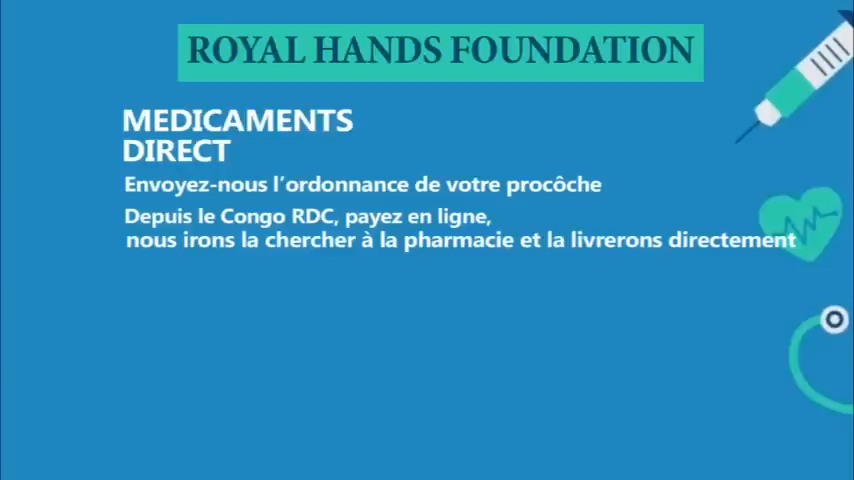 ROYAL HANDS FOUNDATION
MEDICAMENTS
DIRECT
Envoyez-nous l’ordonnance de votre procôche
Depuis le Congo RDC, payez en ligne,
nous irons la chercher à la pharmacie et la livrerons directement